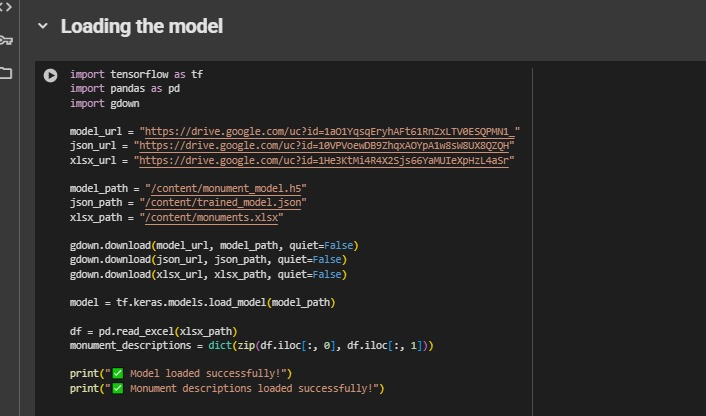 Loading the model
import tensorflow as tf
import pandas as pd
import gdown
model_url = "https://drive.google.com/uc?id=1aO1YqsqEryhAFt61RnZxLTV0ESQPMN1_"
json_url = "https://drive.google.com/uc?id=10VPVoewDB9ZhqxAOYpA1w8sW8UX8QZQH"
xlsx_url = "https://drive.google.com/uc?id=1He3KtMi4R4X2Sjs66YaMUIeXpHzL4aSr"
model_path = "/content/monument_model.h5"
json_path = "/content/trained_model.json"
xlsx_path = "/content/monuments.xlsx"
gdown.download(model_url, model_path, quiet=False)
gdown.download(json_url, json_path, quiet=False)
gdown.download(xlsx_url, xlsx_path, quiet=False)
model = tf.keras.models.load_model(model_path)
df = pd.read_excel(xlsx_path)
monument_descriptions = dict(zip(df.iloc[:, 0], df.iloc[:, 1]))
print("✅ Model loaded successfully!")
print("✅ Monument descriptions loaded successfully!")